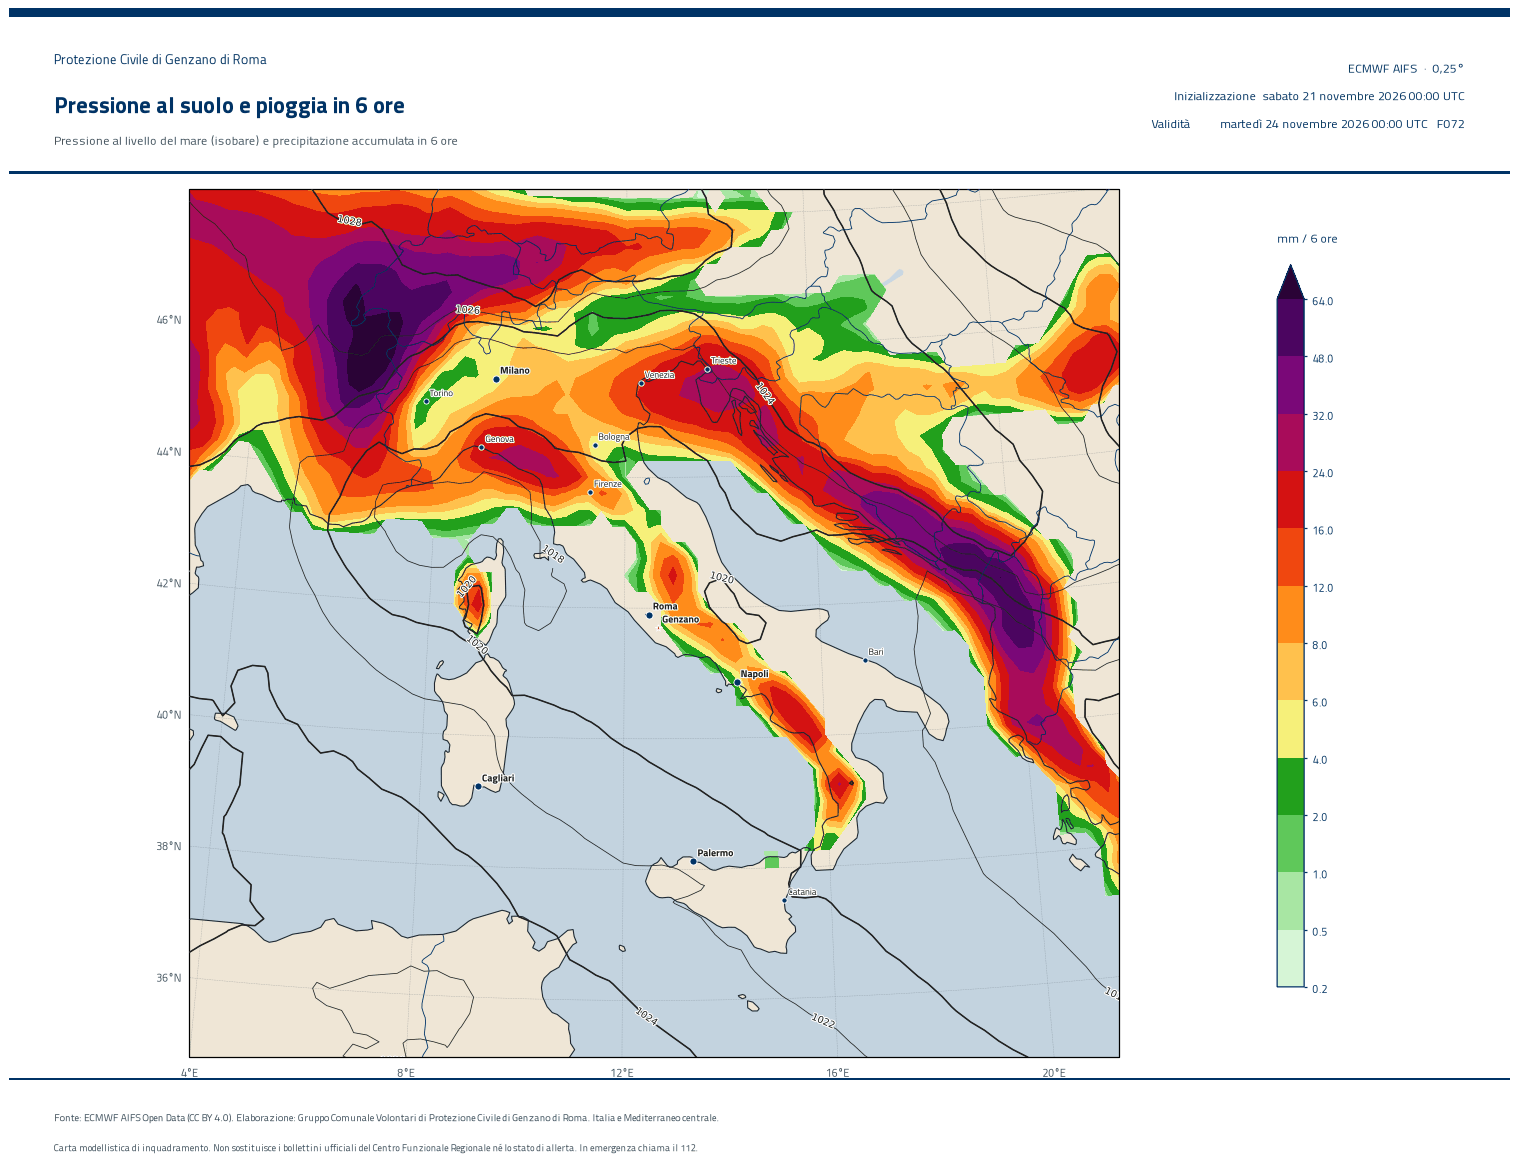 Protezione Civile di Genzano di Roma
Pressione al suolo e pioggia in 6 ore
Pressione al livello del mare (isobare) e precipitazione accumulata in 6 ore
ECMWF AIFS · 0,25°
Inizializzazione sabato 21 novembre 2026 00:00 UTC
Validità martedì 24 novembre 2026 00:00 UTC F072
mm / 6 ore
64.0
48.0
32.0
24.0
16.0
12.0
8.0
6.0
4.0
2.0
1.0
0.5
0.2
46°N
44°N
42°N
40°N
38°N
36°N
4°E
8°E
12°E
16°E
20°E
1028
1026
1024
1018
1020
1020
1020
1024
1022
Milano
Torino
Venezia
Trieste
Genova
Bologna
Firenze
Roma
Genzano
Napoli
Bari
Cagliari
Palermo
Catania
Fonte: ECMWF AIFS Open Data (CC BY 4.0). Elaborazione: Gruppo Comunale Volontari di Protezione Civile di Genzano di Roma. Italia e Mediterraneo centrale.
Carta modellistica di inquadramento. Non sostituisce i bollettini ufficiali del Centro Funzionale Regionale né lo stato di allerta. In emergenza chiama il 112.